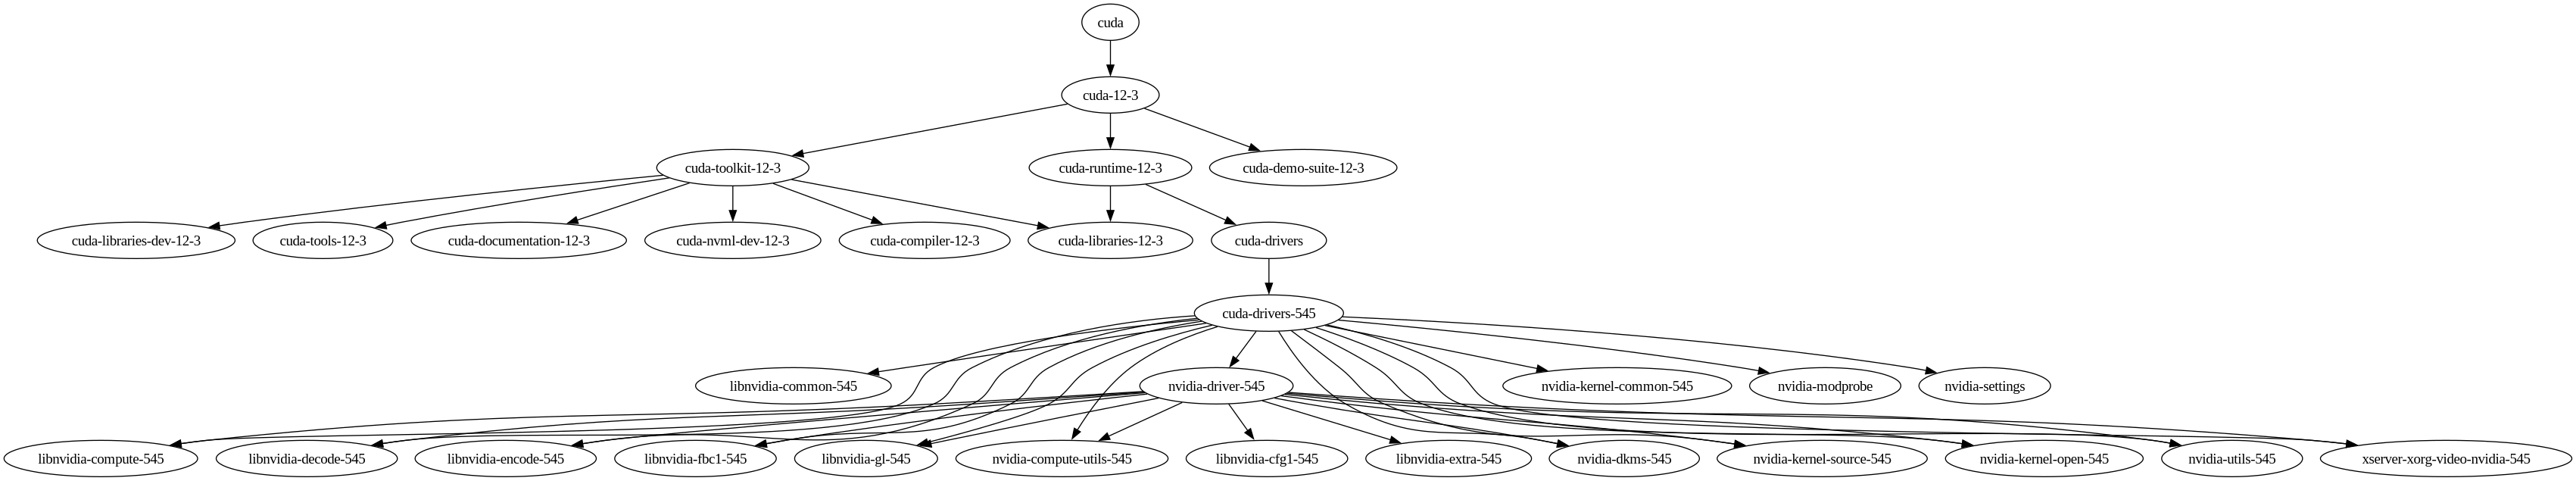 cuda
cuda-12-3
cuda-toolkit-12-3
cuda-runtime-12-3
cuda-demo-suite-12-3
cuda-libraries-dev-12-3
cuda-tools-12-3
cuda-documentation-12-3
cuda-nvml-dev-12-3
cuda-compiler-12-3
cuda-libraries-12-3
cuda-drivers
cuda-drivers-545
libnvidia-common-545
nvidia-driver-545
nvidia-kernel-common-545
nvidia-modprobe
nvidia-settings
libnvidia-compute-545
libnvidia-decode-545
libnvidia-encode-545
libnvidia-fbc1-545
libnvidia-gl-545
nvidia-compute-utils-545
libnvidia-cfg1-545
libnvidia-extra-545
nvidia-dkms-545
nvidia-kernel-source-545
nvidia-kernel-open-545
nvidia-utils-545
xserver-xorg-video-nvidia-545